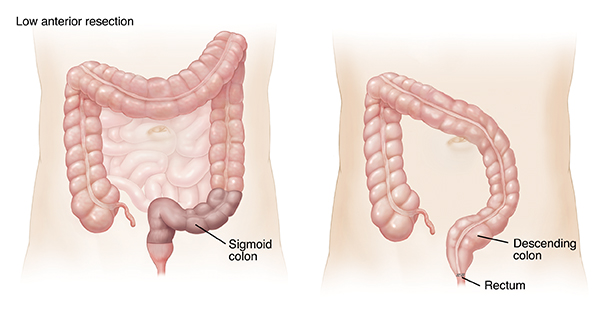 Low anterior resection
Sigmoid
colon
Descending
colon
Rectum